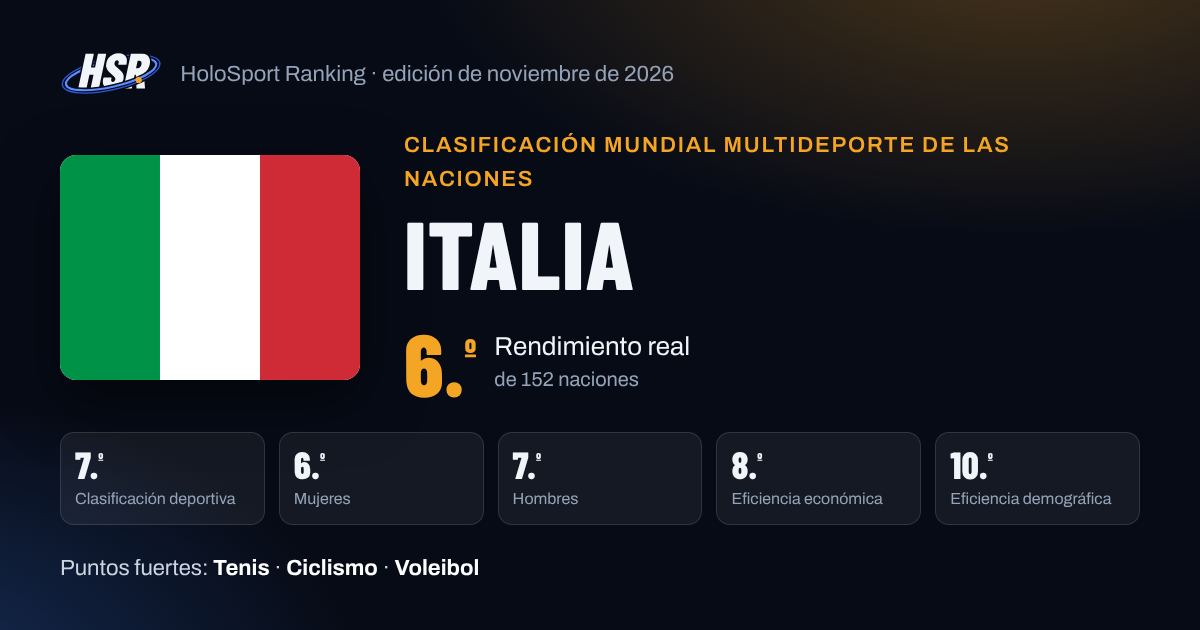 HSR
HoloSport Ranking · edición de noviembre de 2026
CLASIFICACIÓN MUNDIAL MULTIDEPORTE DE LAS
NACIONES
ITALIA
6.º Rendimiento real
de 152 naciones
7.º
Clasificación deportiva
6.º
Mujeres
7.º
Hombres
8.º
Eficiencia económica
10.º
Eficiencia demográfica
Puntos fuertes: Tenis · Ciclismo · Voleibol